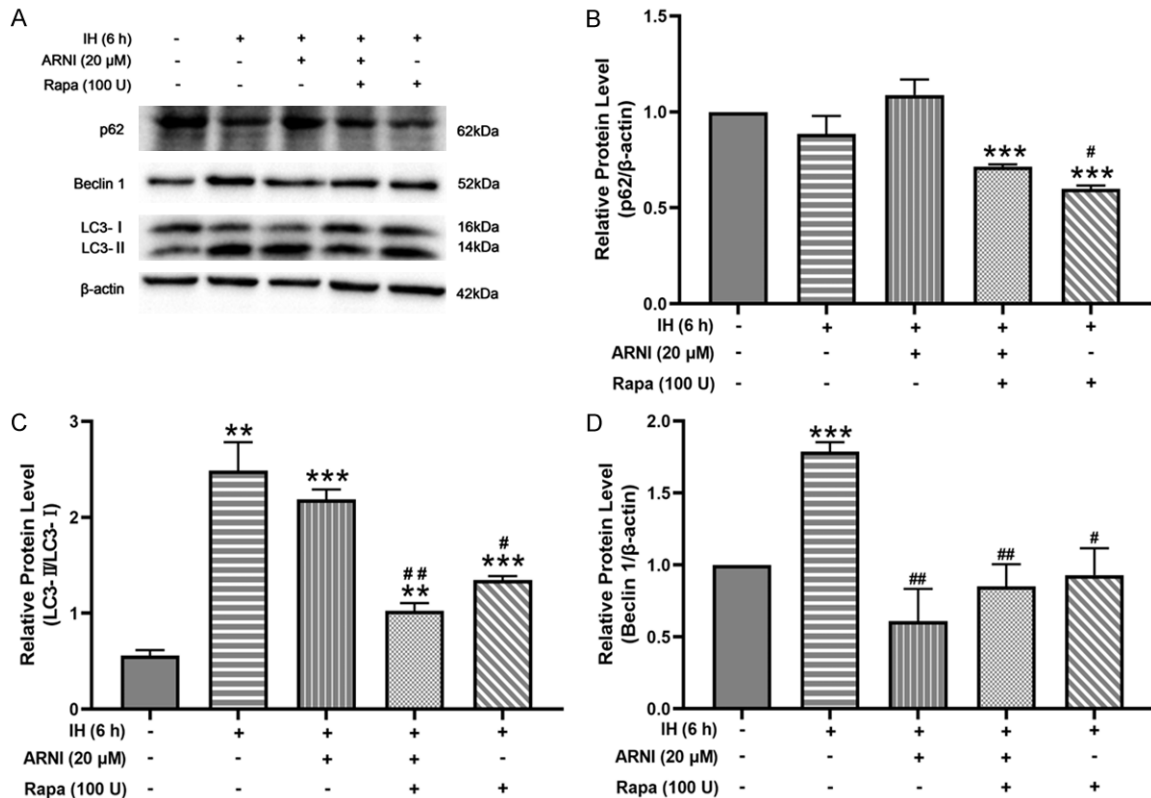 A
IH (6 h) - + + + +
ARNI (20 μM) - - + + -
Rapa (100 U) - - - + +
p62 62kDa
Beclin 1 52kDa
LC3- I 16kDa
LC3- II 14kDa
β-actin 42kDa
B
Relative Protein Level
(p62/β-actin)
1.5
1.0
0.5
0.0
***
#
***
IH (6 h) - + + + +
ARNI (20 μM) - - + + -
Rapa (100 U) - - - + +
C
Relative Protein Level
(LC3- II/LC3- I)
3
2
1
0
**
***
# #
**
#
***
IH (6 h) - + + + +
ARNI (20 μM) - - + + -
Rapa (100 U) - - - + +
D
Relative Protein Level
(Beclin 1/β-actin)
2.0
1.5
1.0
0.5
0.0
***
##
##
#
IH (6 h) - + + + +
ARNI (20 μM) - - + + -
Rapa (100 U) - - - + +